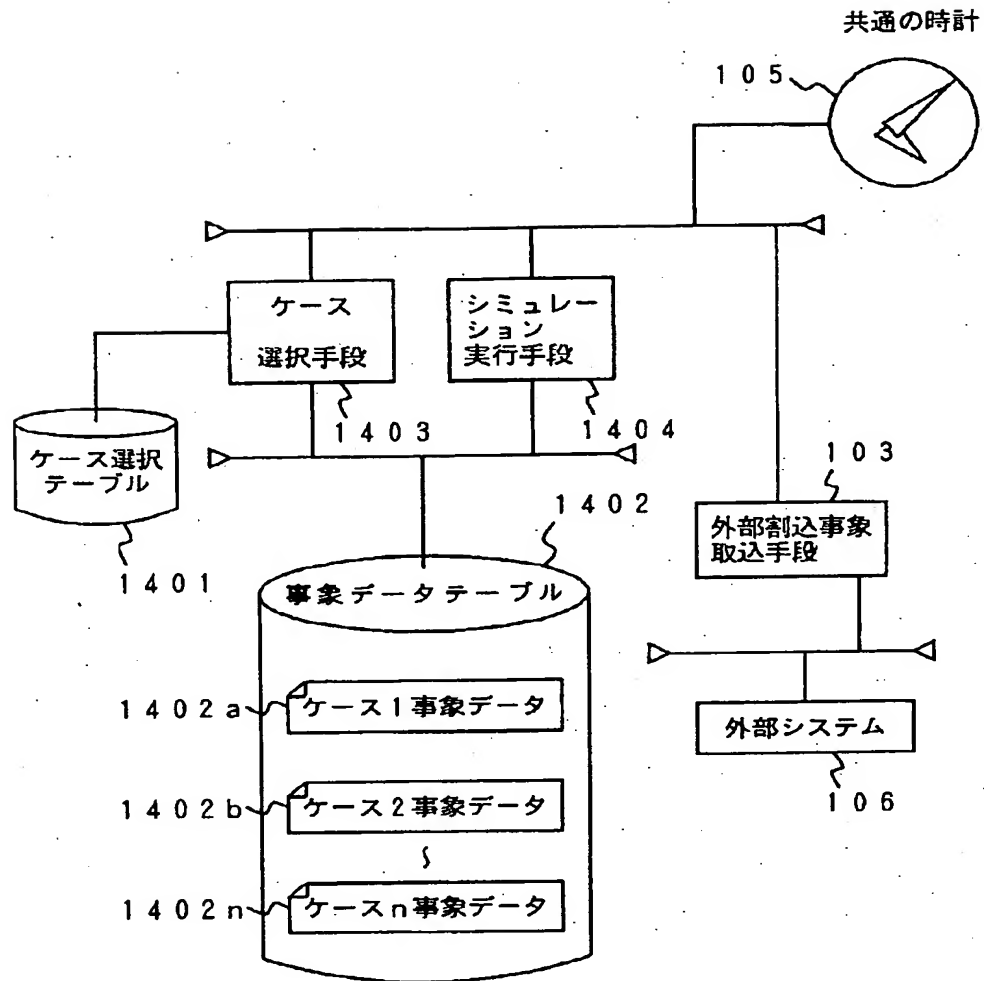 共通の時計
105
ケース
選択手段
シミュレー
ション
実行手段
1403
1404
ケース選択
テーブル
1401
103
外部割込事象
取込手段
1402
事象データテーブル
1402a
ケース1事象データ
外部システム
106
1402b
ケース2事象データ
1402n
ケースn事象データ